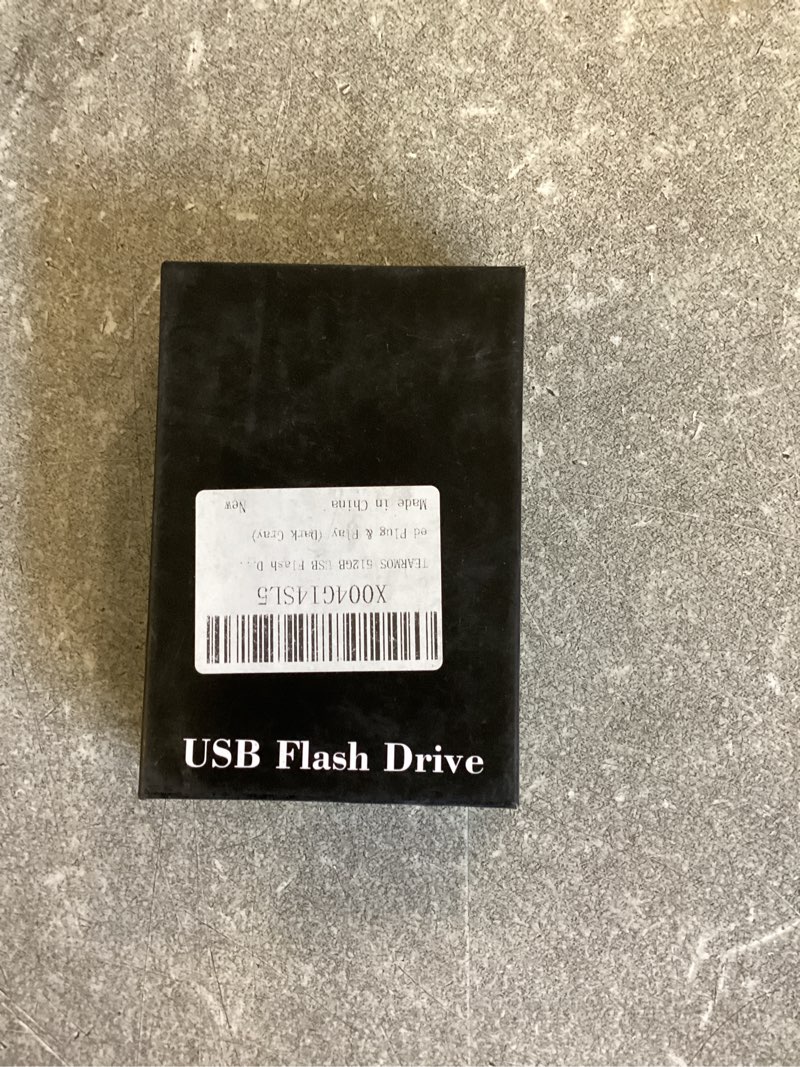 X004G14SL5
TEARMOS 512GB USB Flash D...
ed Plug & Play (Dark Gray)
Made in China New
USB Flash Drive